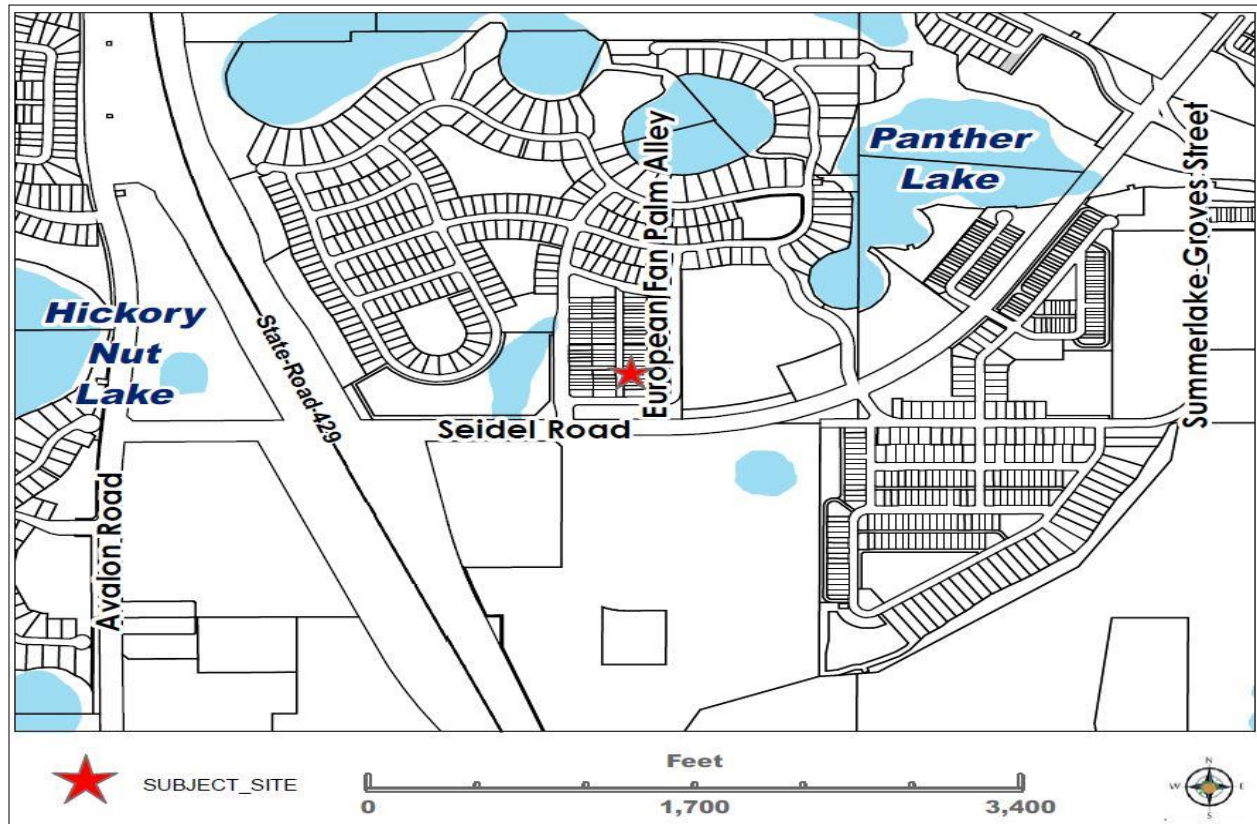 Panther
Lake
European Fan Palm Alley
Summerlake Groves Street
Hickory
Nut
Lake
State Road 429
Seidel Road
Avalon Road
SUBJECT_SITE
Feet
0
1,700
3,400
N
W
E
S